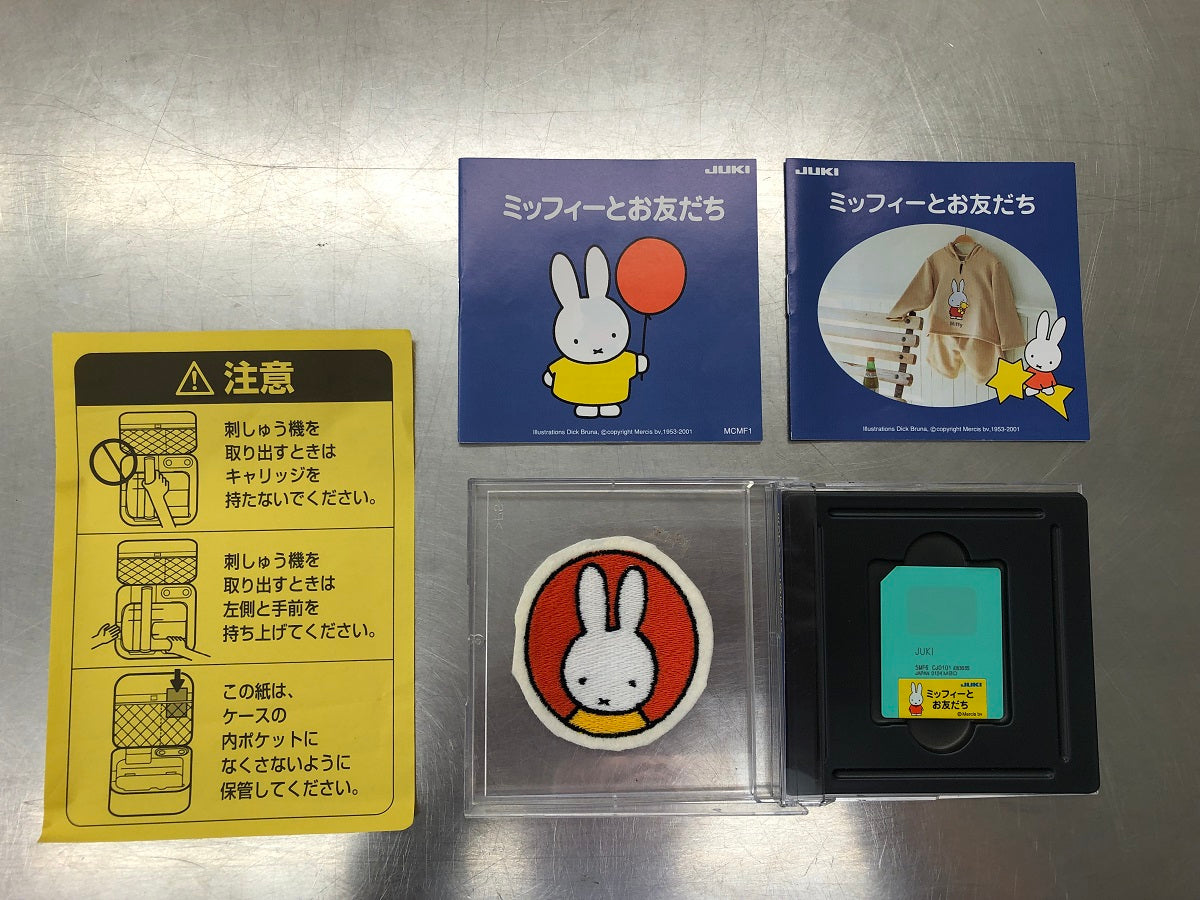 注意
刺しゅう機を
取り出すときは
キャリッジを
持たないでください。
刺しゅう機を
取り出すときは
左側と手前を
持ち上げてください。
この紙は、
ケースの
内ポケットに
なくさないように
保管してください。
JUKI
ミッフィーとお友だち
Illustrations Dick Bruna, ©copyright Mercis bv,1953-2001
MCMF1
JUKI
ミッフィーとお友だち
Miffy
Illustrations Dick Bruna, ©copyright Mercis bv,1953-2001
JUKI
JUKI
ミッフィーと
お友だち
©Mercis bv